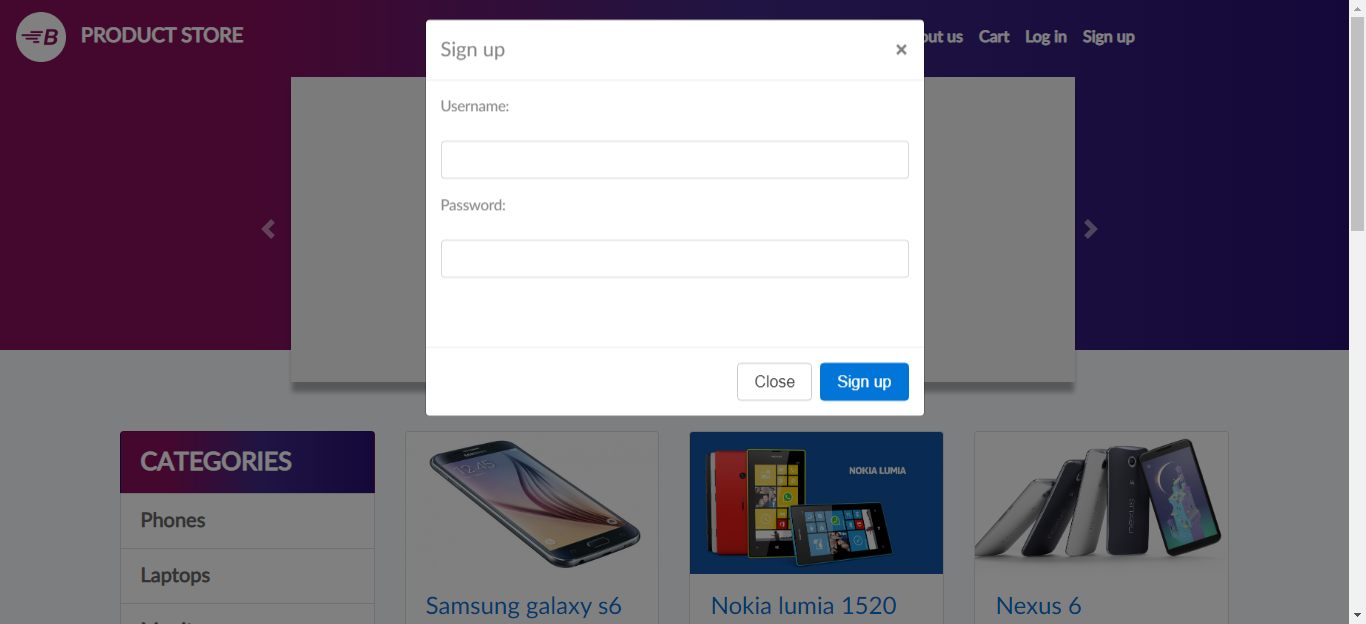 B PRODUCT STORE
out us Cart Log in Sign up
Sign up ×
Username:
Password:
Close Sign up
CATEGORIES
Phones
Laptops
NOKIA LUMIA
nexus
Samsung galaxy s6
Nokia lumia 1520
Nexus 6